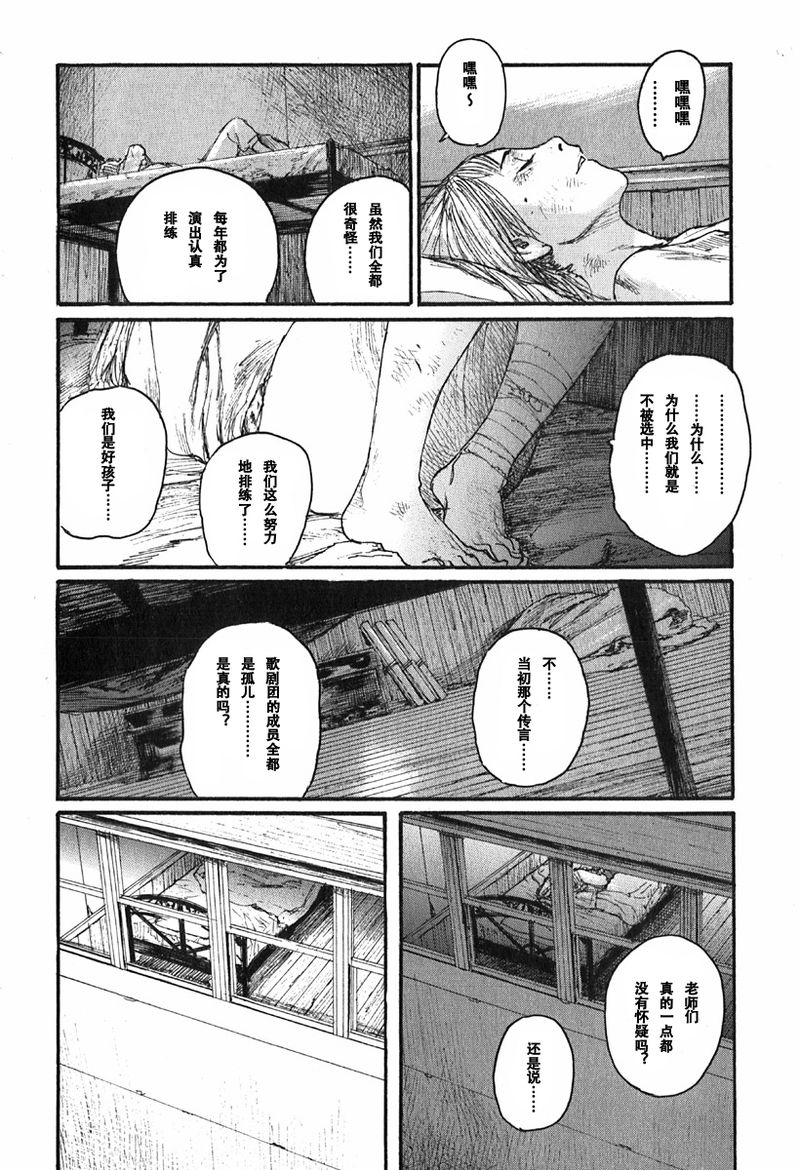 嘿嘿嘿
………
嘿嘿
～
虽然我们全都
很奇怪……
每年都为了
演出认真
排练
………………
……为什么……
为什么我们就是
不被选中……
我们这么努力
地排练了……
我们是好孩子……
不……
当初那个传言
……
歌剧团的成员全都
是孤儿………
是真的吗？
老师们
真的一点都
没有怀疑吗？
还是说
……